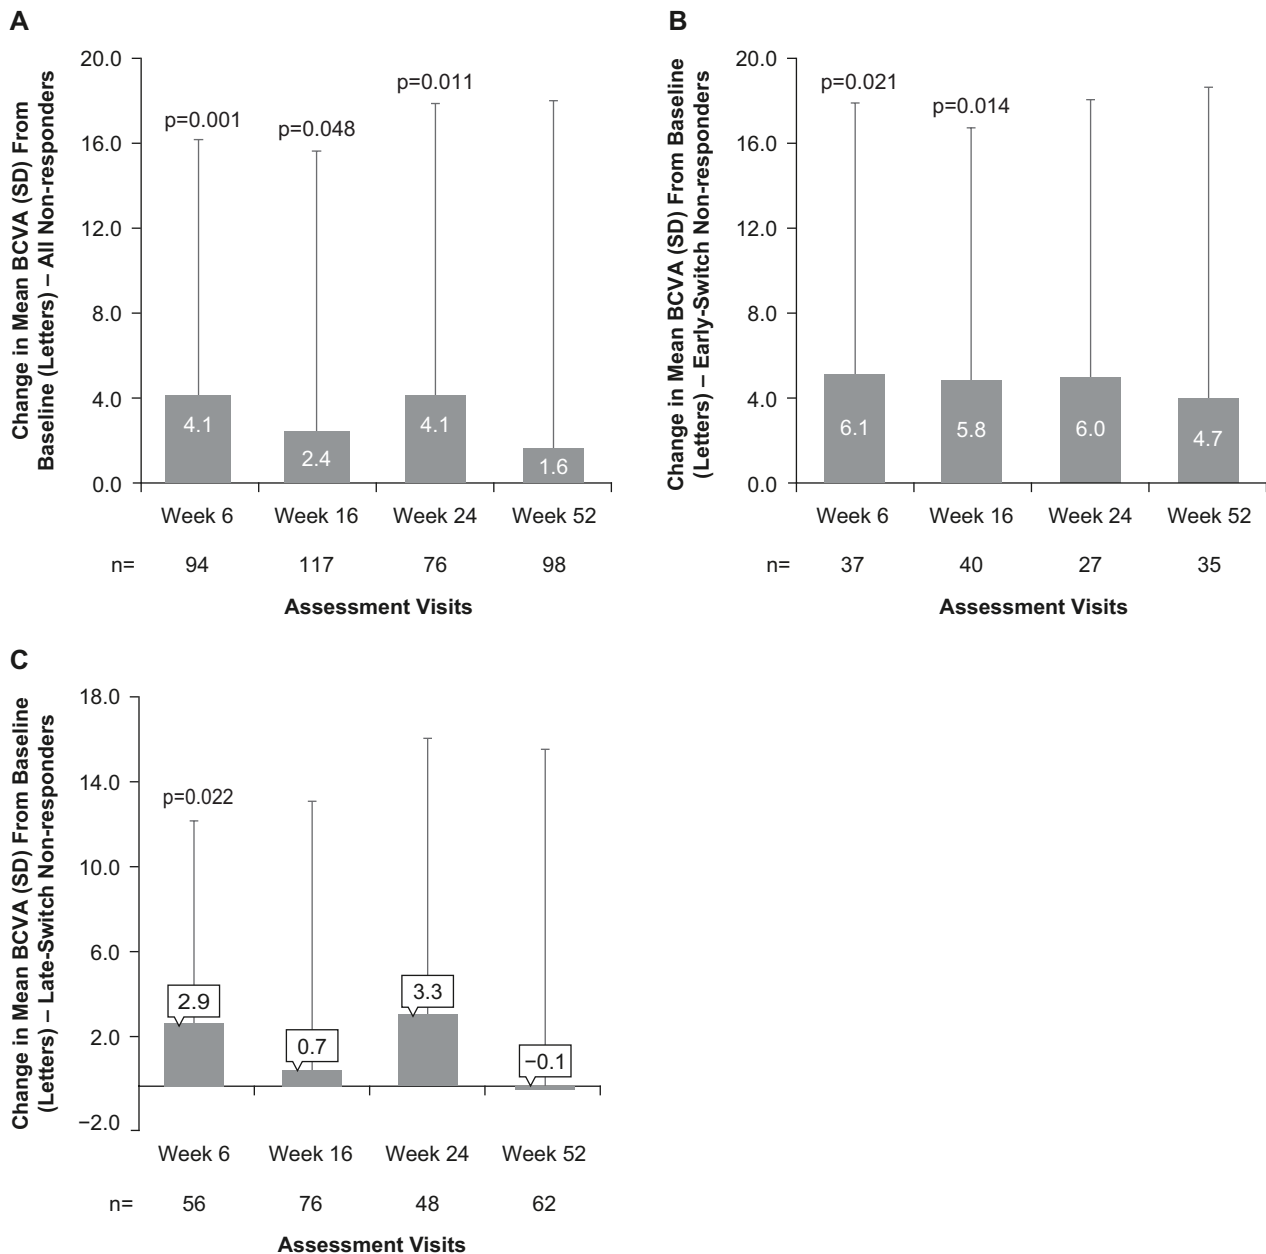 A
Change in Mean BCVA (SD) From
Baseline (Letters) – All Non-responders
20.0
16.0
12.0
8.0
4.0
0.0
p=0.001
p=0.048
p=0.011
4.1
2.4
4.1
1.6
Week 6 Week 16 Week 24 Week 52
n= 94 117 76 98
Assessment Visits
B
Change in Mean BCVA (SD) From Baseline
(Letters) – Early-Switch Non-responders
20.0
16.0
12.0
8.0
4.0
0.0
p=0.021
p=0.014
6.1
5.8
6.0
4.7
Week 6 Week 16 Week 24 Week 52
n= 37 40 27 35
Assessment Visits
C
Change in Mean BCVA (SD) From Baseline
(Letters) – Late-Switch Non-responders
18.0
14.0
10.0
6.0
2.0
−2.0
p=0.022
2.9
0.7
3.3
−0.1
Week 6 Week 16 Week 24 Week 52
n= 56 76 48 62
Assessment Visits